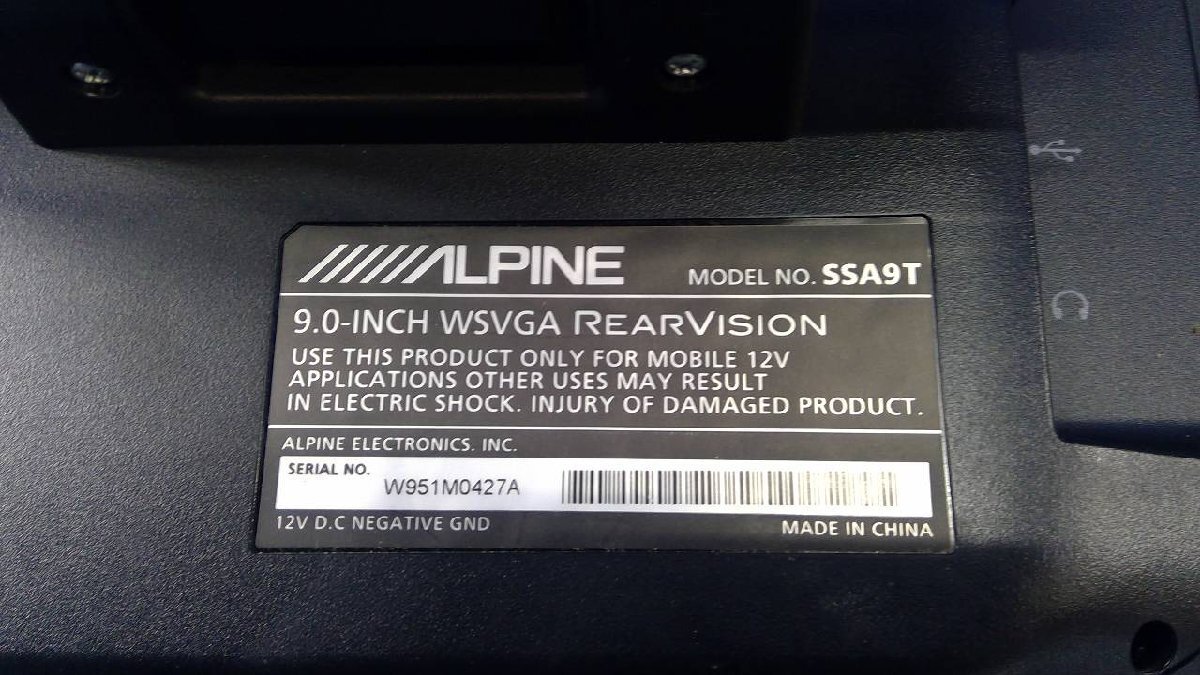 ALPINE MODEL NO. SSA9T
9.0-INCH WSVGA REARVISION
USE THIS PRODUCT ONLY FOR MOBILE 12V
APPLICATIONS OTHER USES MAY RESULT
IN ELECTRIC SHOCK. INJURY OF DAMAGED PRODUCT.
ALPINE ELECTRONICS. INC.
SERIAL NO.
W951M0427A
12V D.C NEGATIVE GND MADE IN CHINA